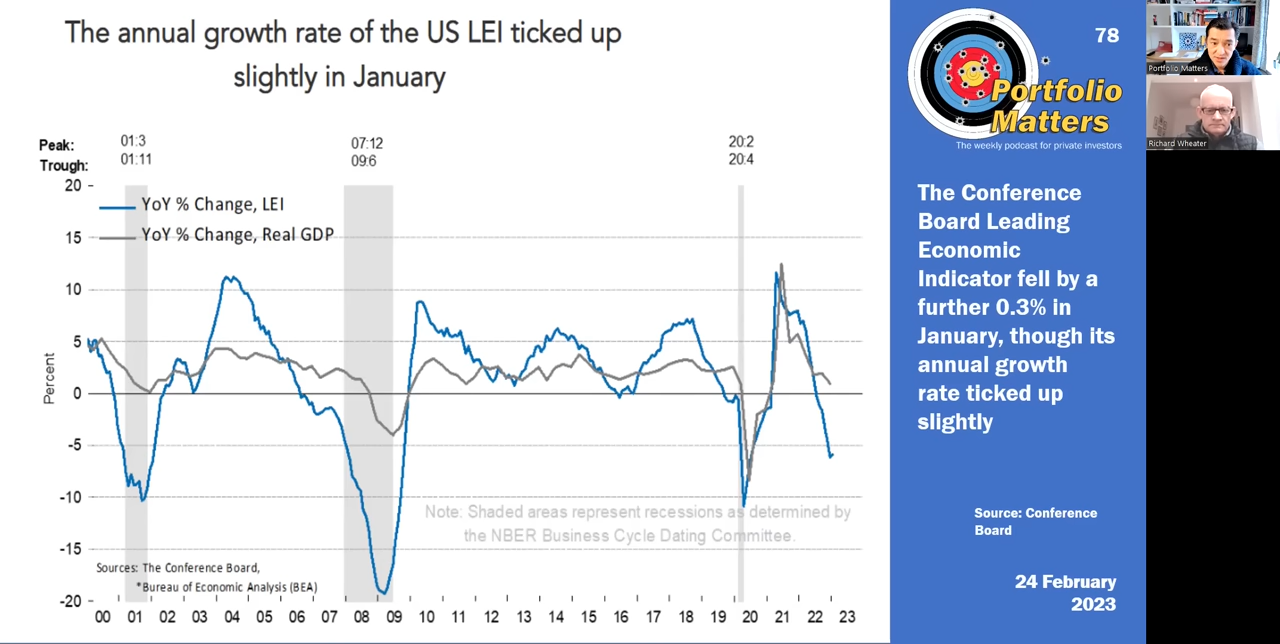 The annual growth rate of the US LEI ticked up
slightly in January
Peak:
01:3
07:12
20:2
Trough:
01:11
09:6
20:4
YoY % Change, LEI
YoY % Change, Real GDP
20
15
10
5
0
-5
-10
-15
-20
Percent
Note: Shaded areas represent recessions as determined by
the NBER Business Cycle Dating Committee.
Sources: The Conference Board,
*Bureau of Economic Analysis (BEA)
00 01 02 03 04 05 06 07 08 09 10 11 12 13 14 15 16 17 18 19 20 21 22 23
78
Portfolio
Matters
The weekly podcast for private investors
The Conference
Board Leading
Economic
Indicator fell by a
further 0.3% in
January, though its
annual growth
rate ticked up
slightly
Source: Conference
Board
24 February
2023
Portfolio Matters
Richard Wheater